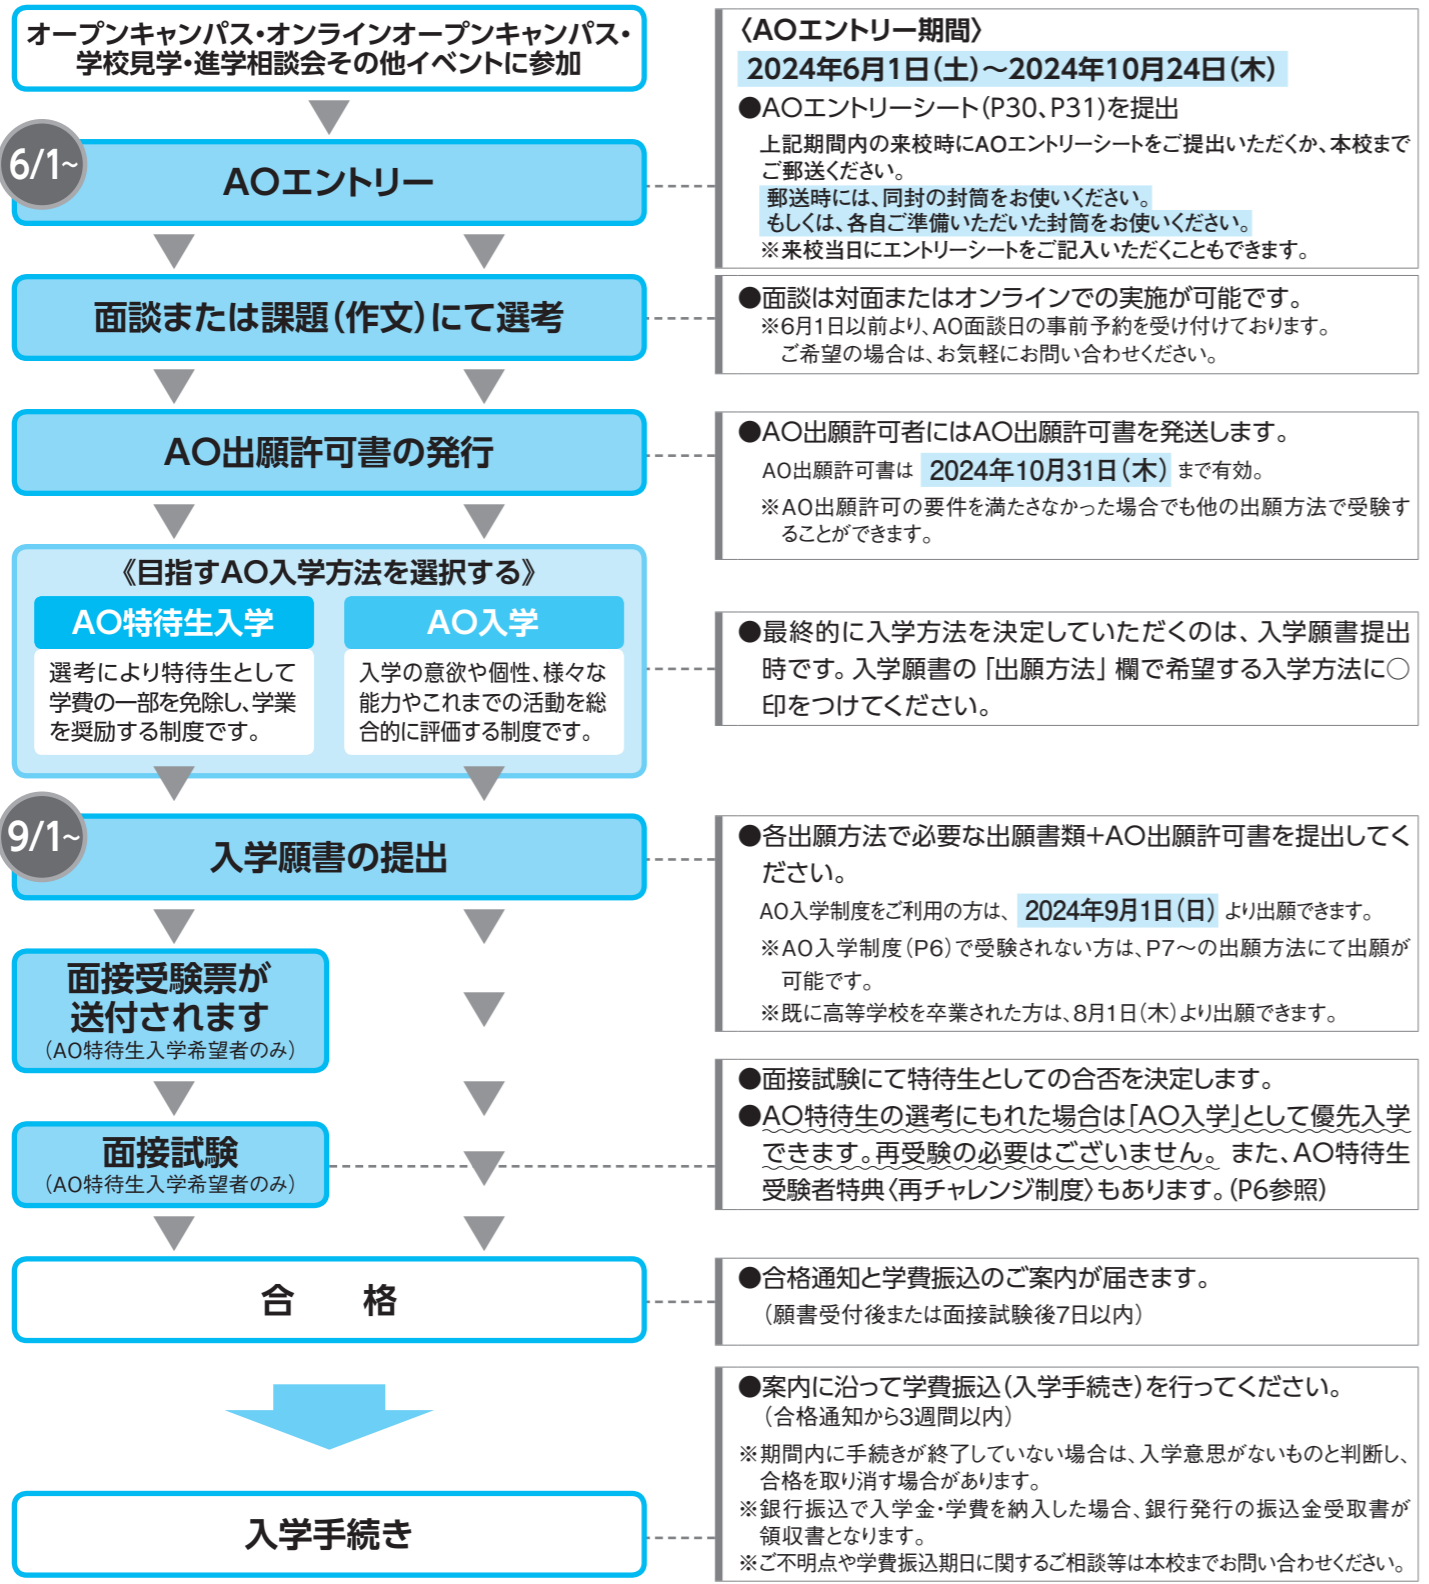 オープンキャンパス・オンラインオープンキャンパス・
学校見学・進学相談会その他イベントに参加
6/1~
AOエントリー
〈AOエントリー期間〉
2024年6月1日(土)～2024年10月24日(木)
●AOエントリーシート(P30、P31)を提出
上記期間内の来校時にAOエントリーシートをご提出いただくか、本校まで
ご郵送ください。
郵送時には、同封の封筒をお使いください。
もしくは、各自ご準備いただいた封筒をお使いください。
※来校当日にエントリーシートをご記入いただくこともできます。
面談または課題(作文)にて選考
●面談は対面またはオンラインでの実施が可能です。
※6月1日以前より、AO面談日の事前予約を受け付けております。
ご希望の場合は、お気軽にお問い合わせください。
AO出願許可書の発行
●AO出願許可者にはAO出願許可書を発送します。
AO出願許可書は 2024年10月31日(木) まで有効。
※AO出願許可の要件を満たさなかった場合でも他の出願方法で受験す
ることができます。
《目指すAO入学方法を選択する》
AO特待生入学
選考により特待生として
学費の一部を免除し、学業
を奨励する制度です。
AO入学
入学の意欲や個性、様々な
能力やこれまでの活動を総
合的に評価する制度です。
●最終的に入学方法を決定していただくのは、入学願書提出
時です。入学願書の「出願方法」欄で希望する入学方法に○
印をつけてください。
9/1~
入学願書の提出
●各出願方法で必要な出願書類+AO出願許可書を提出してく
ださい。
AO入学制度をご利用の方は、 2024年9月1日(日) より出願できます。
※AO入学制度(P6)で受験されない方は、P7～の出願方法にて出願が
可能です。
※既に高等学校を卒業された方は、8月1日(木)より出願できます。
面接受験票が
送付されます
(AO特待生入学希望者のみ)
面接試験
(AO特待生入学希望者のみ)
●面接試験にて特待生としての合否を決定します。
●AO特待生の選考にもれた場合は「AO入学」として優先入学
できます。再受験の必要はございません。また、AO特待生
受験者特典〈再チャレンジ制度〉もあります。(P6参照)
合　格
●合格通知と学費振込のご案内が届きます。
(願書受付後または面接試験後7日以内)
入学手続き
●案内に沿って学費振込(入学手続き)を行ってください。
(合格通知から3週間以内)
※期間内に手続きが終了していない場合は、入学意思がないものと判断し、
合格を取り消す場合があります。
※銀行振込で入学金・学費を納入した場合、銀行発行の振込金受取書が
領収書となります。
※ご不明点や学費振込期日に関するご相談等は本校までお問い合わせください。